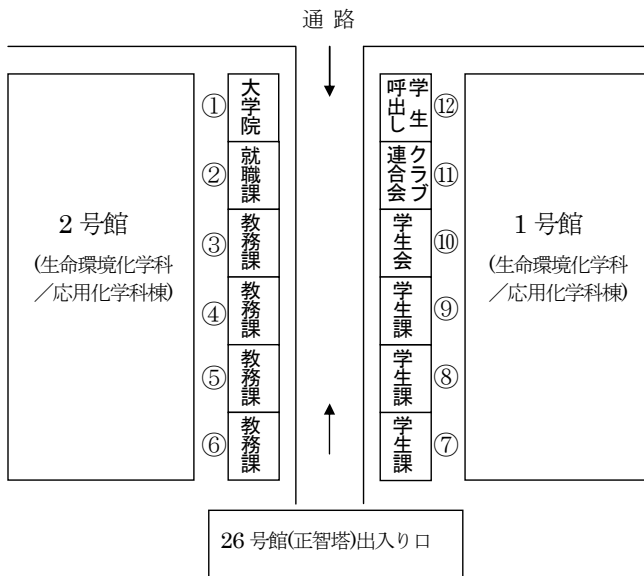 通 路
①
大学院
②
就職課
③
教務課
④
教務課
⑤
教務課
⑥
教務課
2 号館
(生命環境化学科
／応用化学科棟)
学生
呼出し
⑫
クラブ
連合会
⑪
学生会
⑩
学生課
⑨
学生課
⑧
学生課
⑦
1 号館
(生命環境化学科
／応用化学科棟)
26 号館(正智塔)出入り口